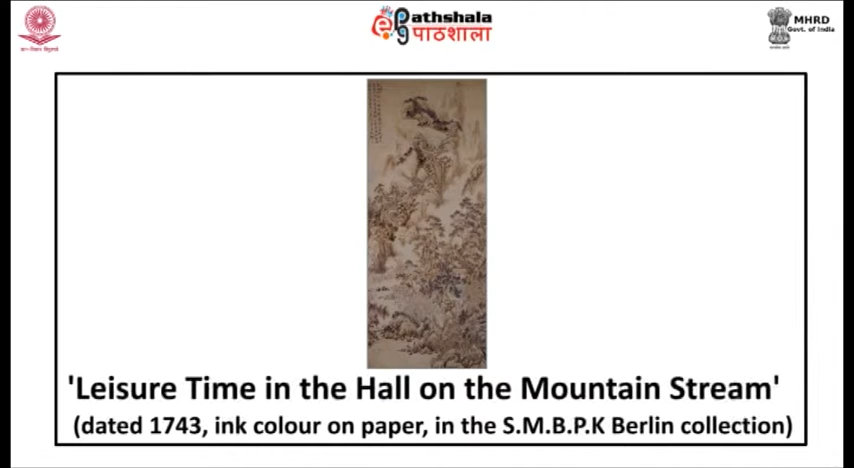 ePathshala
पाठशाला
MHRD
Govt. of India
'Leisure Time in the Hall on the Mountain Stream'
(dated 1743, ink colour on paper, in the S.M.B.P.K Berlin collection)